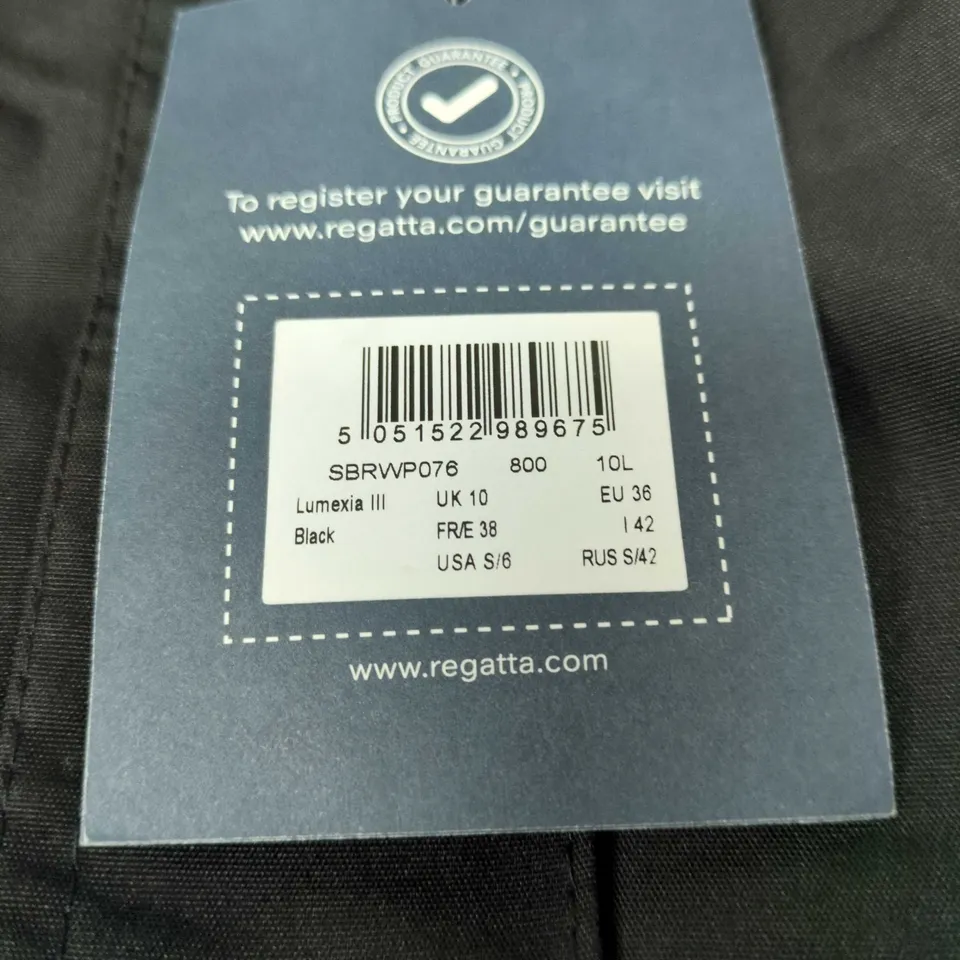 PRODUCT GUARANTEE • PRODUCT GUARANTEE •
To register your guarantee visit
www.regatta.com/guarantee
5 051522 989675
SBRWP076 800 10L
Lumexia III UK 10 EU 36
Black FR/E 38 I 42
USA S/6 RUS S/42
www.regatta.com